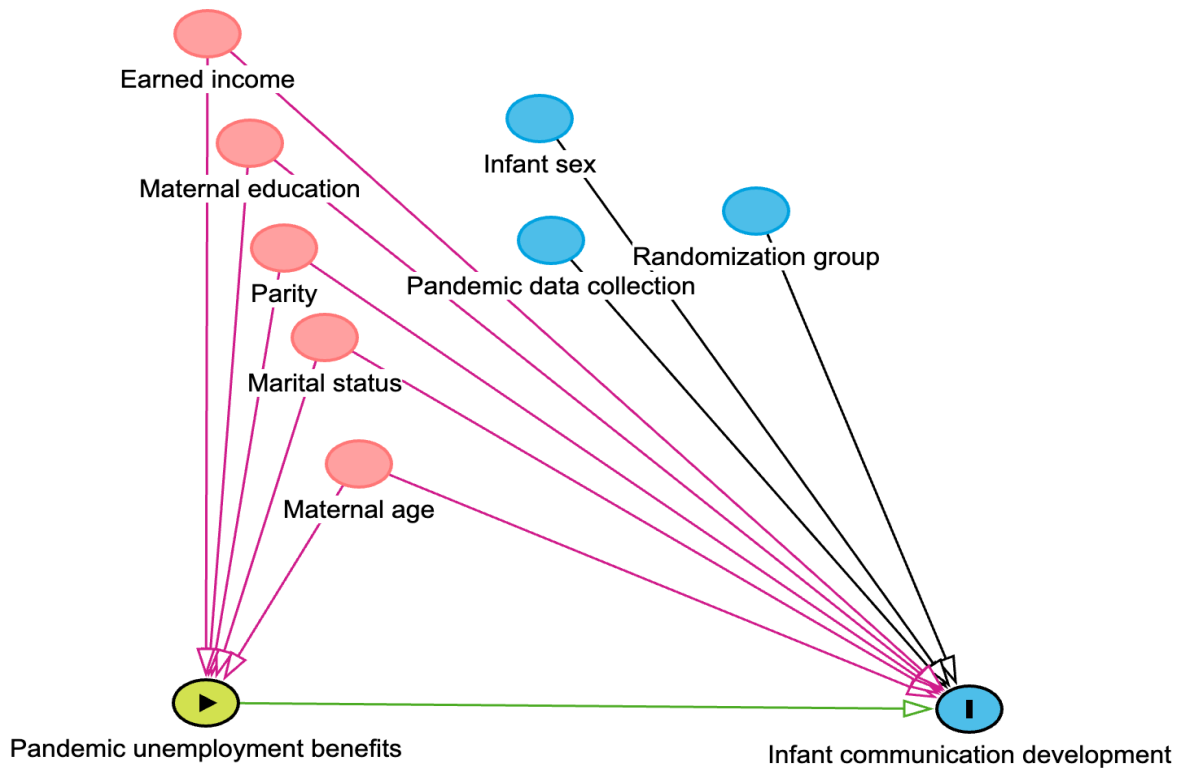 Earned income
Infant sex
Maternal education
Randomization group
Pandemic data collection
Parity
Marital status
Maternal age
Pandemic unemployment benefits
Infant communication development